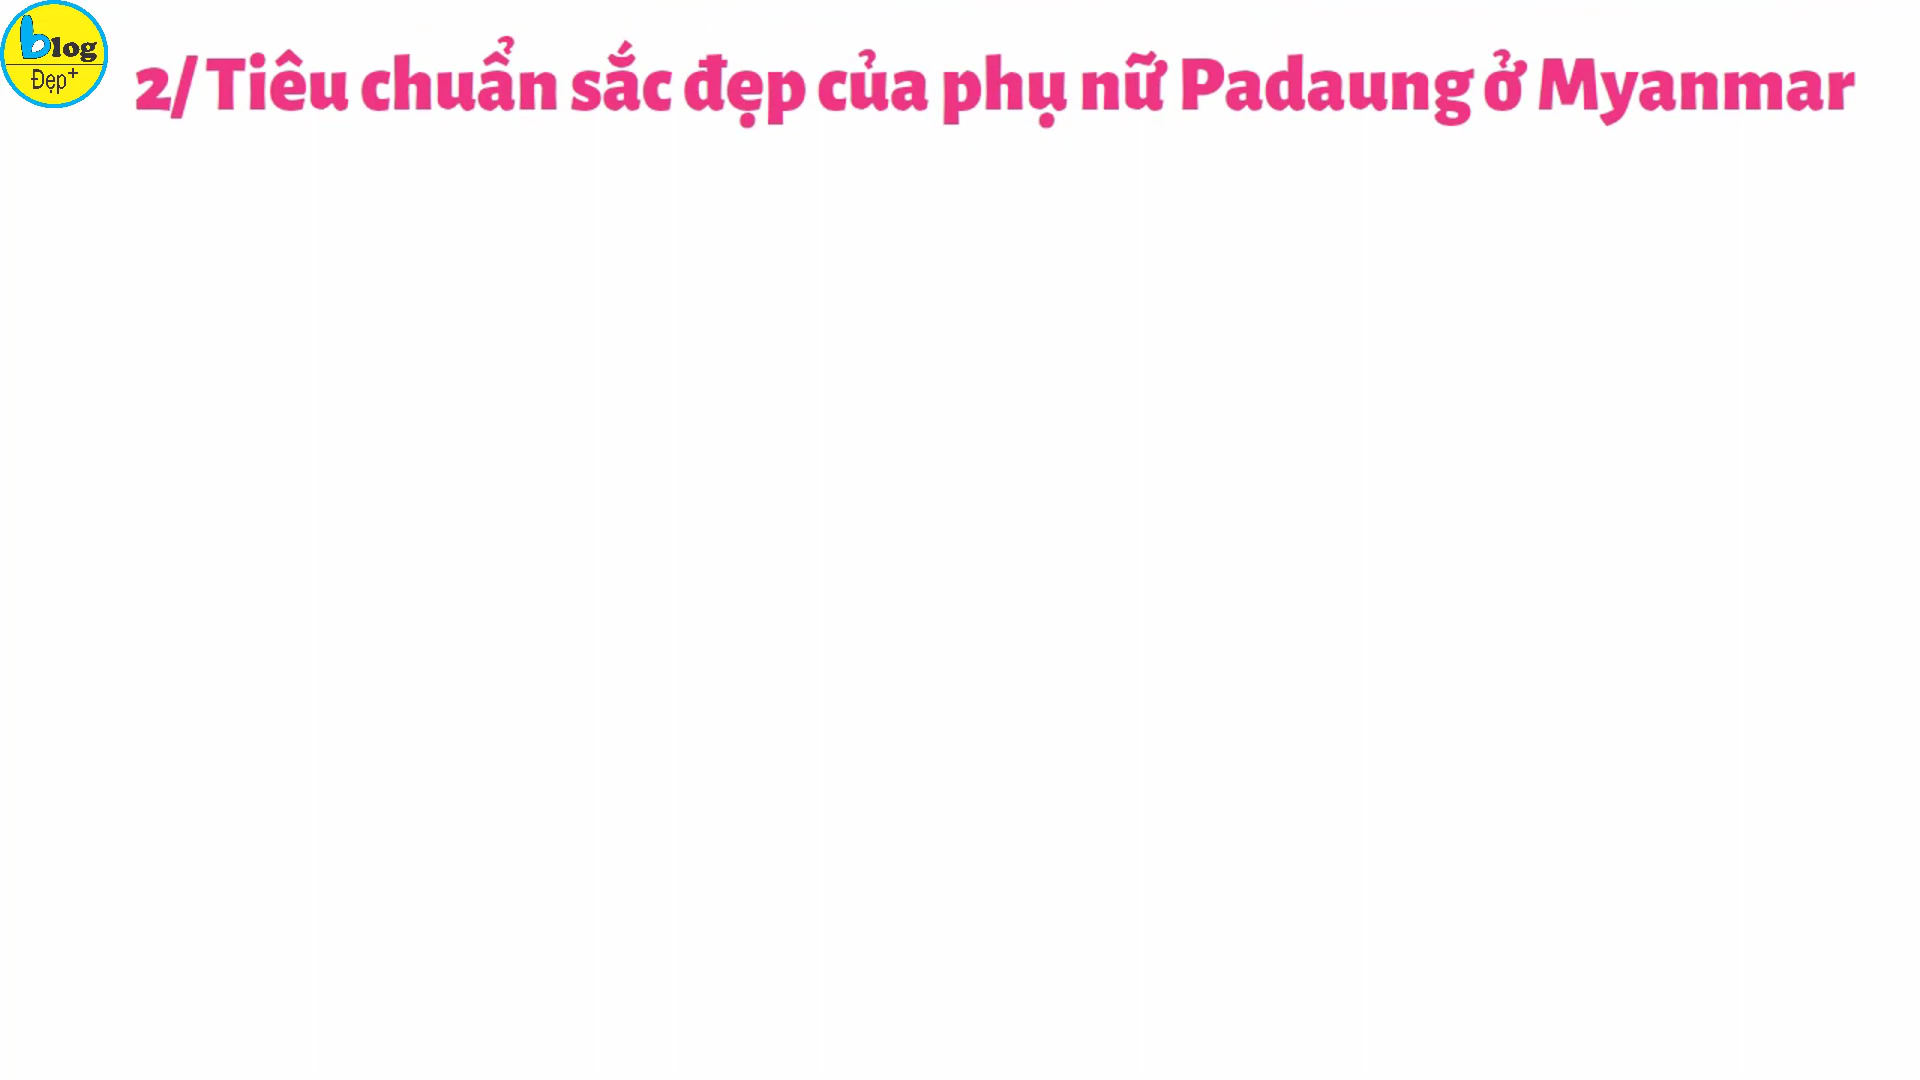 blog
Đẹp+
2/ Tiêu chuẩn sắc đẹp của phụ nữ Padaung ở Myanmar